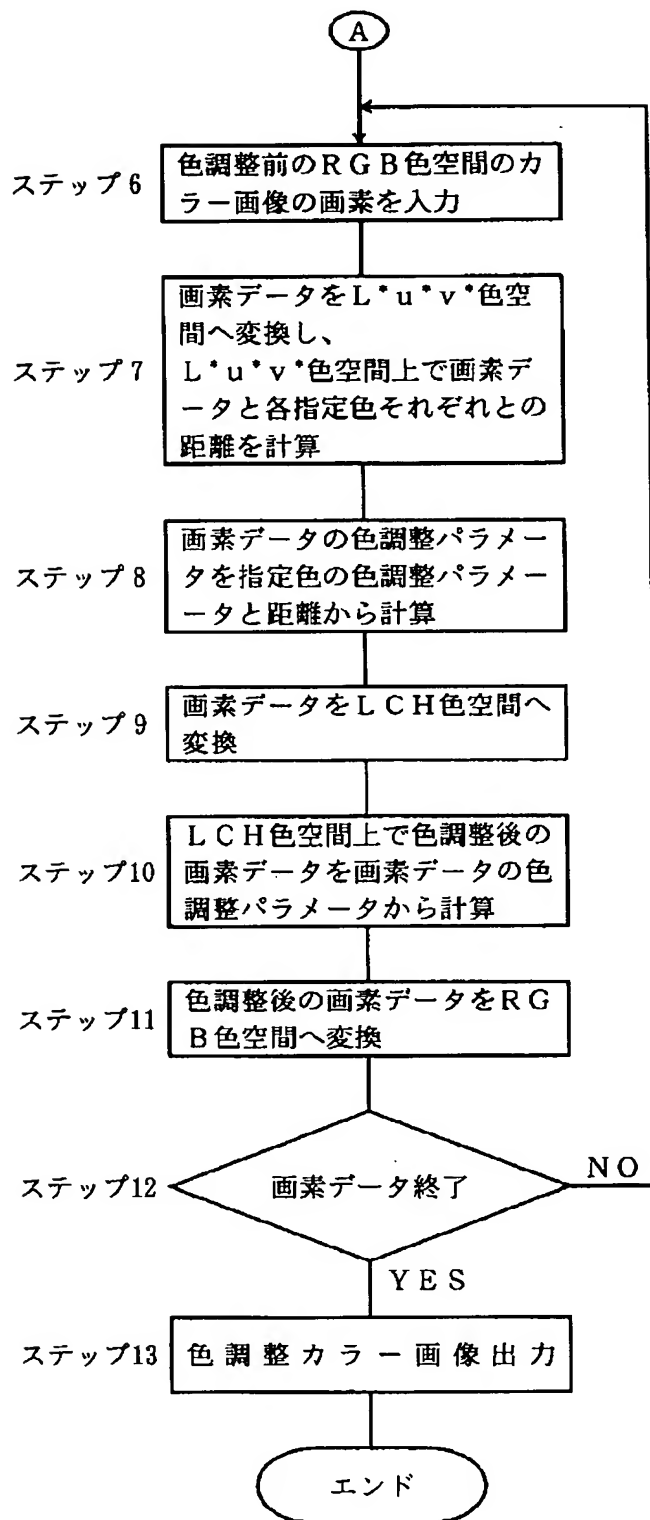 A
ステップ6
色調整前のRGB色空間のカ
ラー画像の画素を入力
ステップ7
画素データをL*u*v*色空
間へ変換し、
L*u*v*色空間上で画素デ
ータと各指定色それぞれとの
距離を計算
ステップ8
画素データの色調整パラメー
タを指定色の色調整パラメー
ータと距離から計算
ステップ9
画素データをLCH色空間へ
変換
ステップ10
LCH色空間上で色調整後の
画素データを画素データの色
調整パラメータから計算
ステップ11
色調整後の画素データをRG
B色空間へ変換
ステップ12
画素データ終了
NO
YES
ステップ13
色調整カラー画像出力
エンド